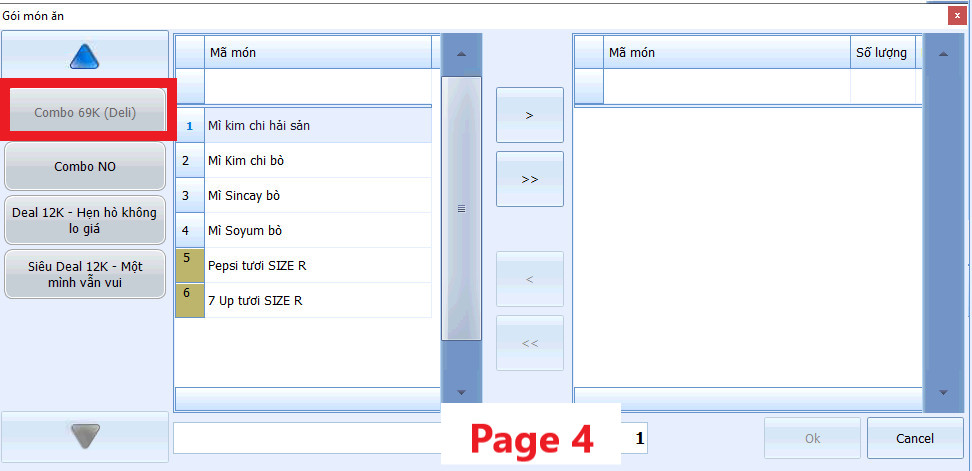 Gói món ăn
x
Combo 69K (Deli)
Combo NO
Deal 12K - Hẹn hò không
lo giá
Siêu Deal 12K - Một
mình vẫn vui
Mã món
1 Mì kim chi hải sản
2 Mì Kim chi bò
3 Mì Sincay bò
4 Mì Soyum bò
5 Pepsi tươi SIZE R
6 7 Up tươi SIZE R
>
>>
<
<<
Mã món Số lượng
Page 4
1
Ok
Cancel